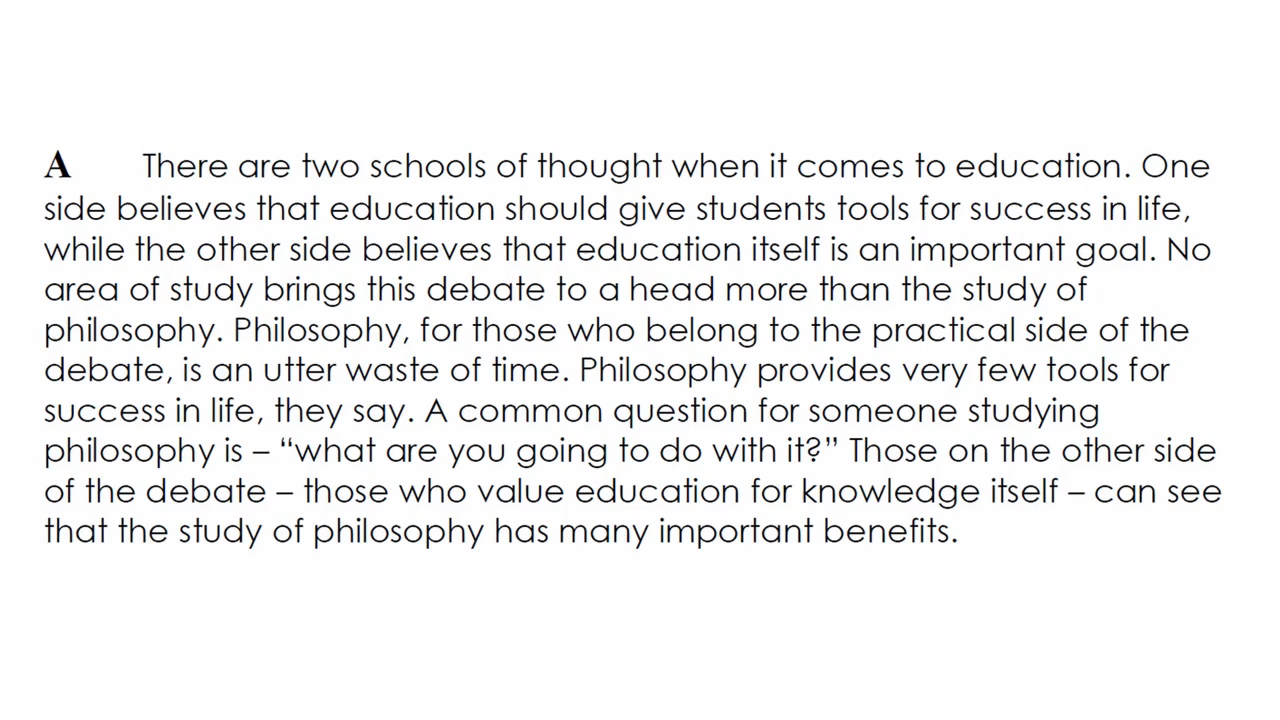 A There are two schools of thought when it comes to education. One
side believes that education should give students tools for success in life,
while the other side believes that education itself is an important goal. No
area of study brings this debate to a head more than the study of
philosophy. Philosophy, for those who belong to the practical side of the
debate, is an utter waste of time. Philosophy provides very few tools for
success in life, they say. A common question for someone studying
philosophy is – “what are you going to do with it?” Those on the other side
of the debate – those who value education for knowledge itself – can see
that the study of philosophy has many important benefits.